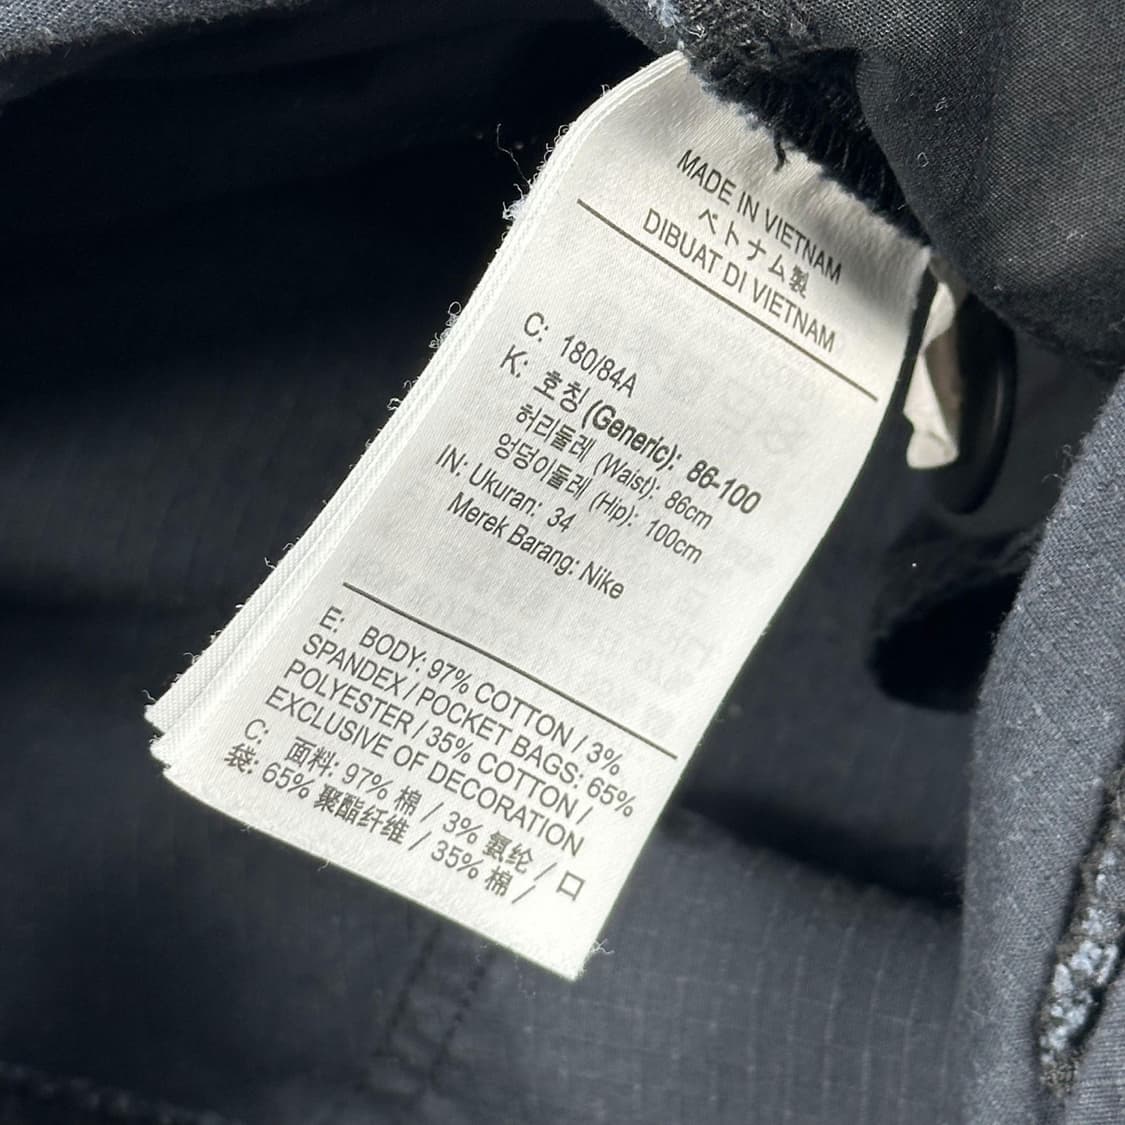 MADE IN VIETNAM
ベトナム製
DIBUAT DI VIETNAM
C: 180/84A
K: 호칭 (Generic): 86-100
허리둘레 (Waist): 86cm
엉덩이둘레 (Hip): 100cm
IN: Ukuran: 34
Merek Barang: Nike
E: BODY: 97% COTTON / 3%
SPANDEX / POCKET BAGS: 65%
POLYESTER / 35% COTTON /
EXCLUSIVE OF DECORATION
C: 面料: 97% 棉 / 3% 氨纶 / 口
袋: 65% 聚酯纤维 / 35% 棉 /